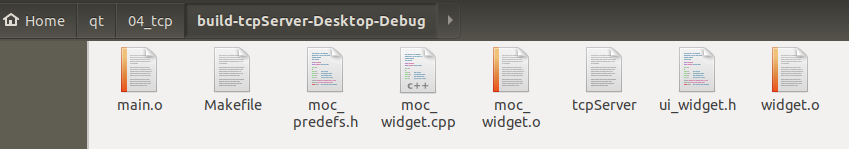 Home qt 04_tcp build-tcpServer-Desktop-Debug
c++
main.o Makefile moc_ moc_ moc_ tcpServer ui_widget.h widget.o
predefs.h widget.cpp widget.o